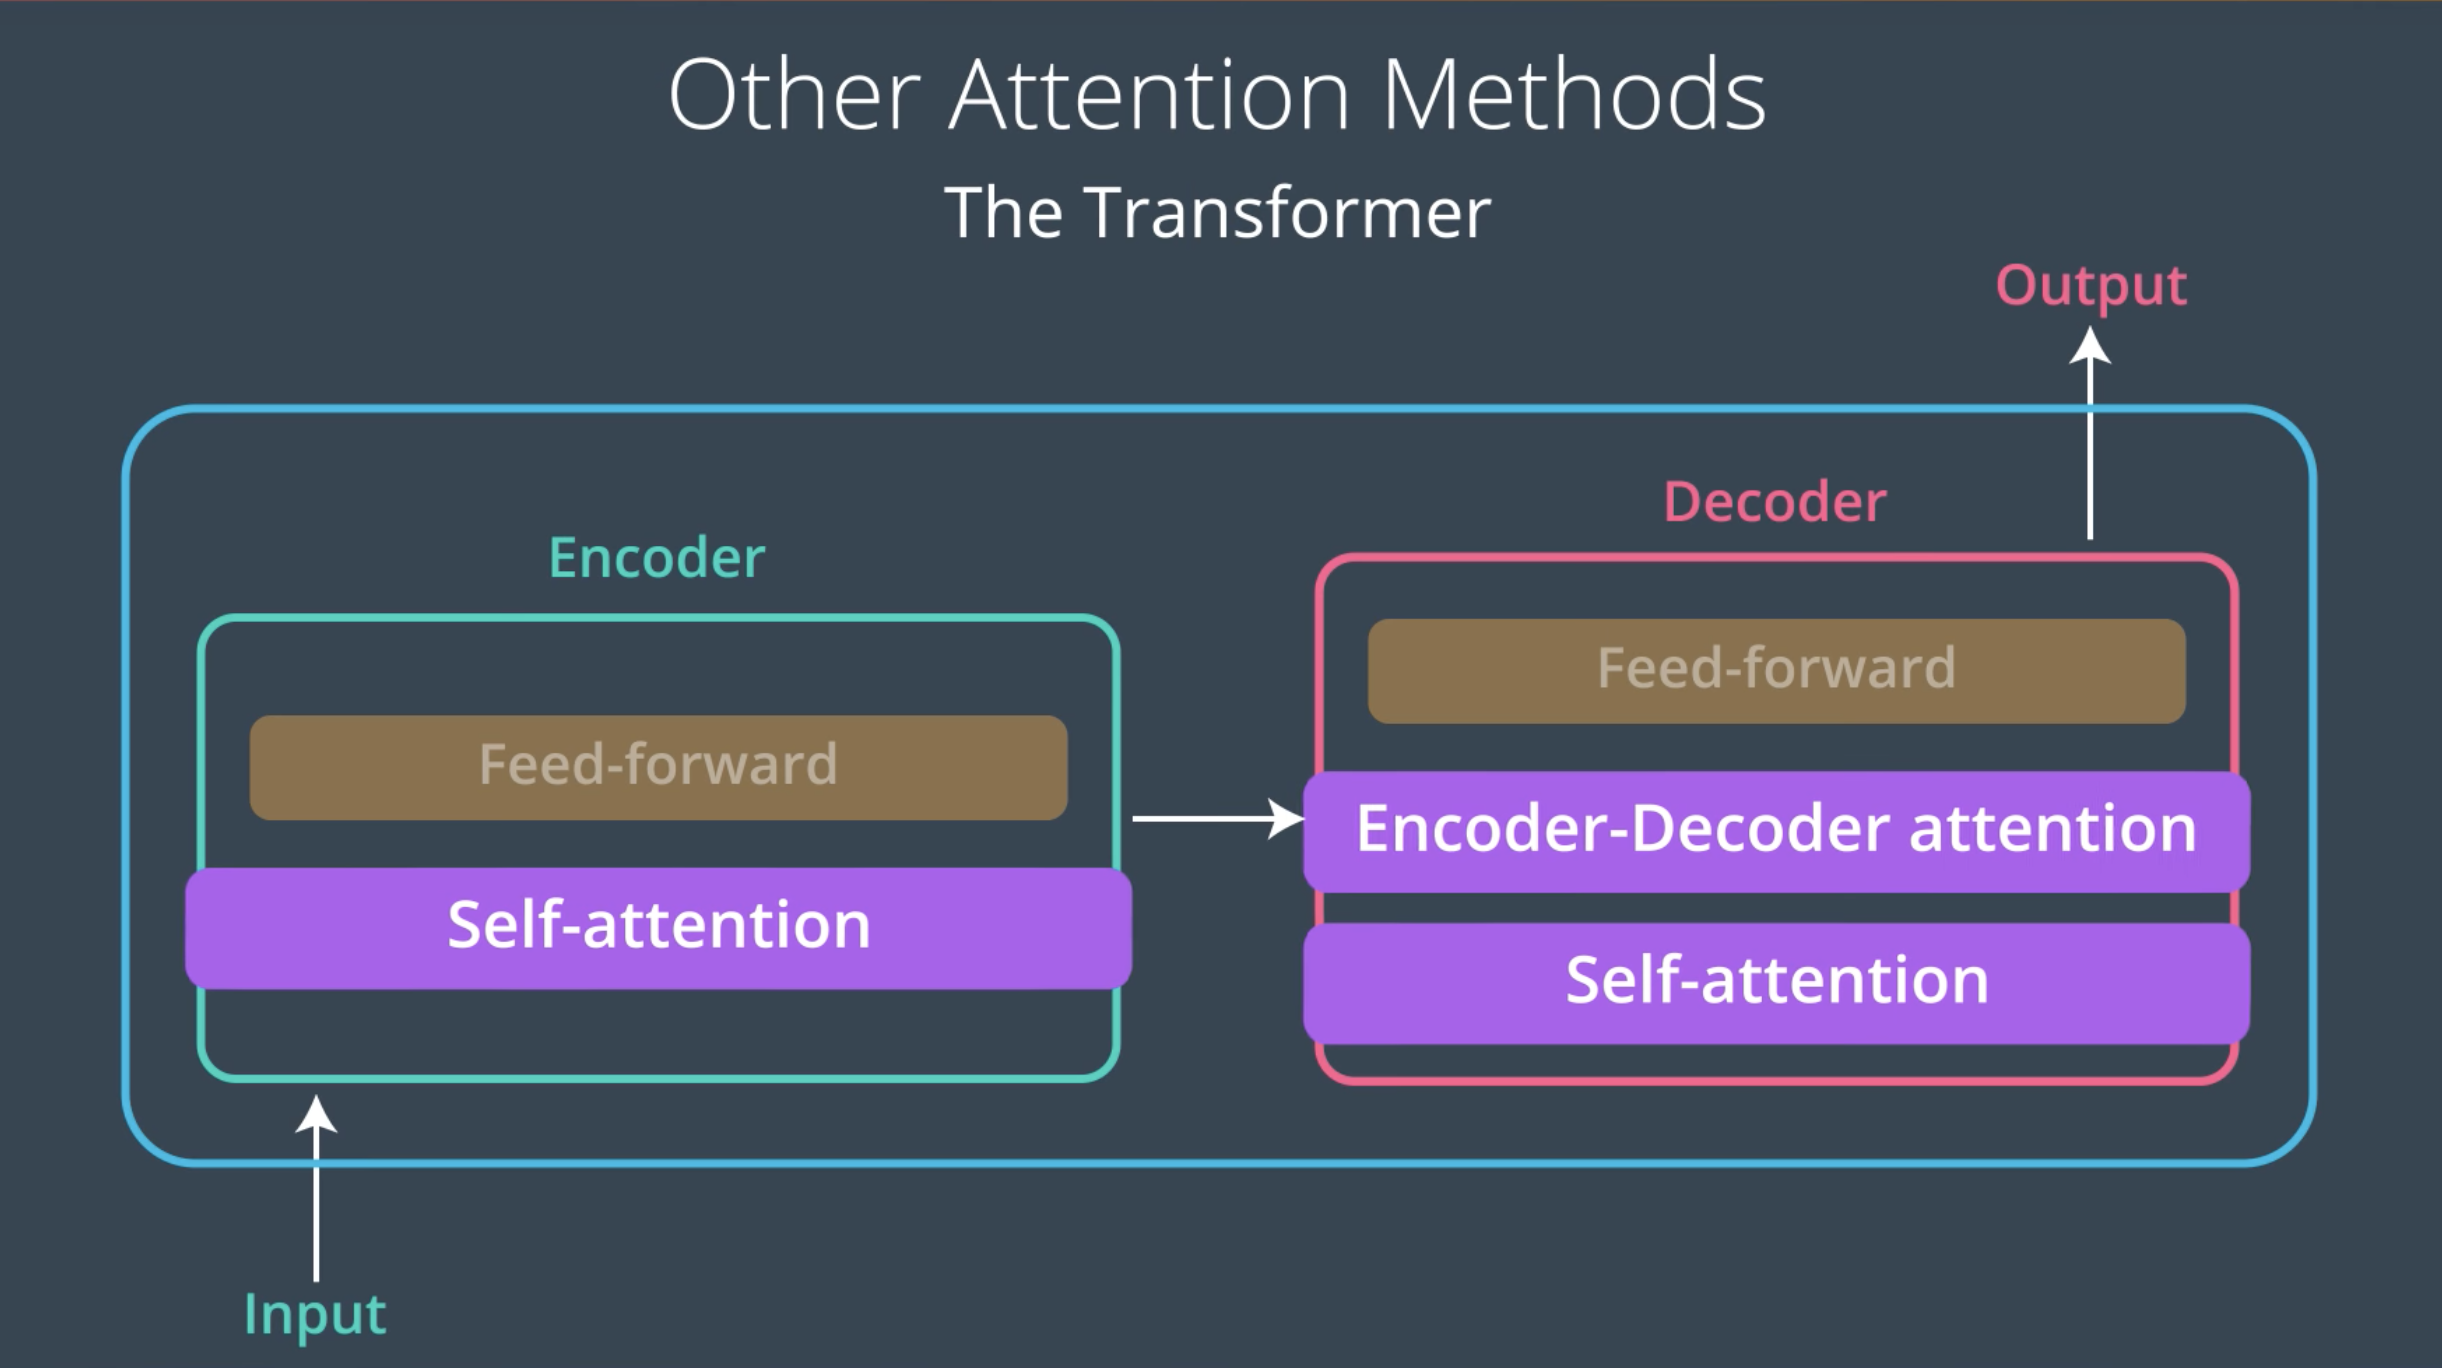 Other Attention Methods
The Transformer
Output
Decoder
Encoder
Feed-forward
Feed-forward
Encoder-Decoder attention
Self-attention
Self-attention
Input